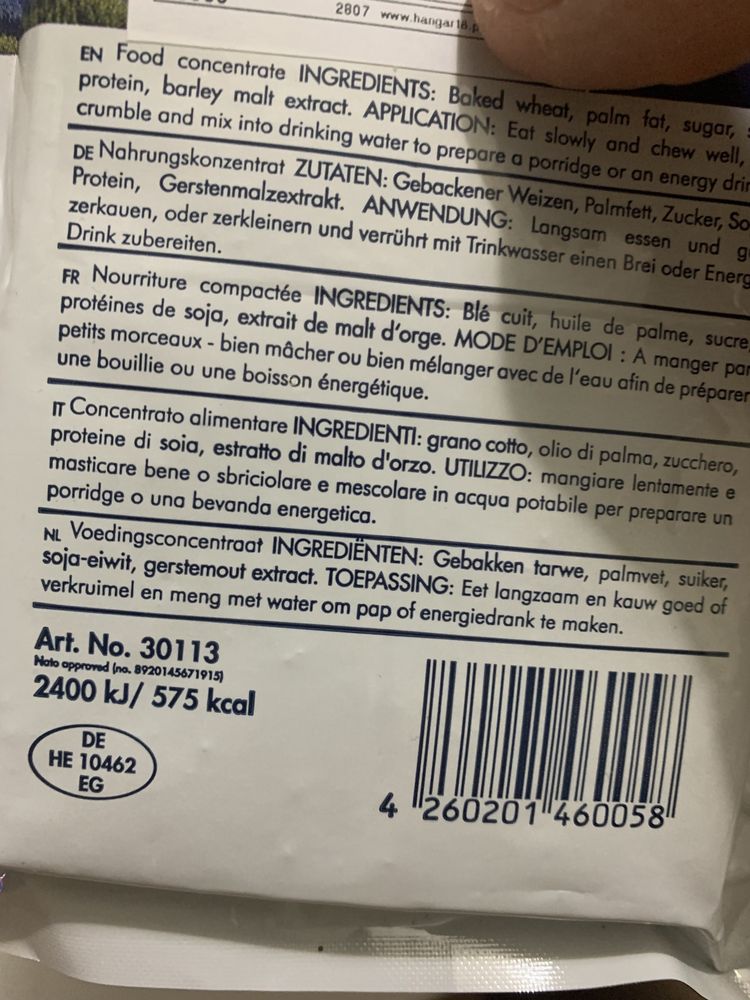 2807 www.hangar18.p
EN Food concentrate INGREDIENTS: Baked wheat, palm fat, sugar,
protein, barley malt extract. APPLICATION: Eat slowly and chew well,
crumble and mix into drinking water to prepare a porridge or an energy drin
DE Nahrungskonzentrat ZUTATEN: Gebackener Weizen, Palmfett, Zucker, So
Protein, Gerstenmalzextrakt. ANWENDUNG: Langsam essen und g
zerkauen, oder zerkleinern und verrührt mit Trinkwasser einen Brei oder Energ
Drink zubereiten.
FR Nourriture compactée INGREDIENTS: Blé cuit, huile de palme, sucre,
protéines de soja, extrait de malt d'orge. MODE D'EMPLOI : A manger par
petits morceaux - bien mâcher ou bien mélanger avec de l'eau afin de préparer
une bouillie ou une boisson énergétique.
IT Concentrato alimentare INGREDIENTI: grano cotto, olio di palma, zucchero,
proteine di soia, estratto di malto d'orzo. UTILIZZO: mangiare lentamente e
masticare bene o sbriciolare e mescolare in acqua potabile per preparare un
porridge o una bevanda energetica.
NL Voedingsconcentraat INGREDIËNTEN: Gebakken tarwe, palmvet, suiker,
soja-eiwit, gerstemout extract. TOEPASSING: Eet langzaam en kauw goed of
verkruimel en meng met water om pap of energiedrank te maken.
Art. No. 30113
Nato approved (no. 8920145671915)
2400 kJ/ 575 kcal
DE
HE 10462
EG
4 260201 460058